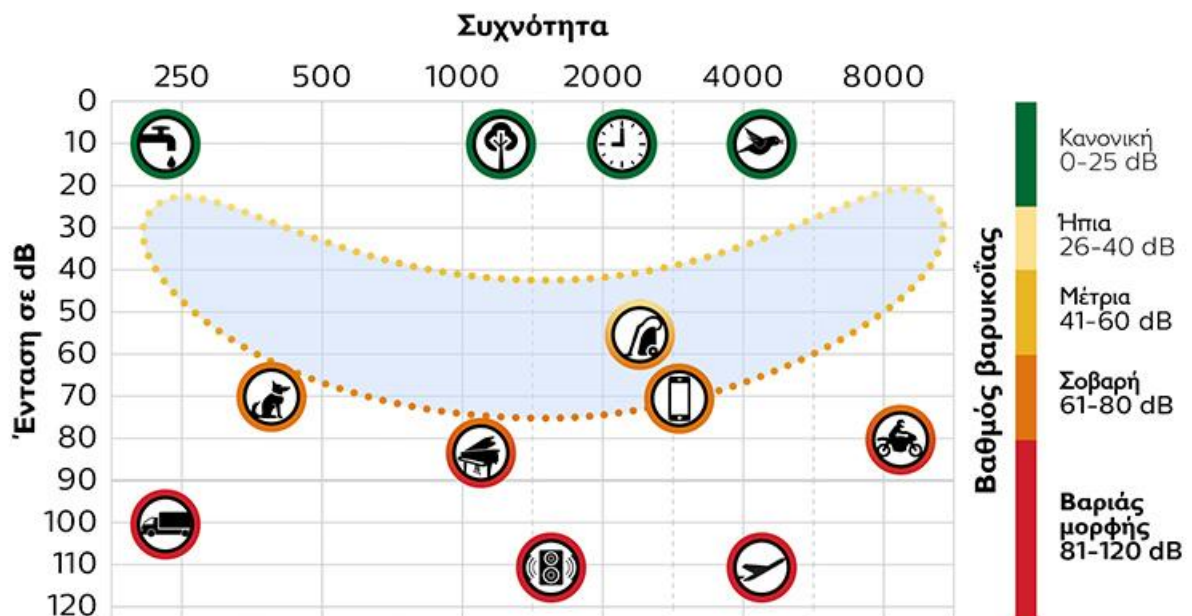 Συχνότητα
250 500 1000 2000 4000 8000
Ένταση σε dB
0
10
20
30
40
50
60
70
80
90
100
110
120
Βαθμός βαρυκοΐας
Κανονική
0-25 dB
Ήπια
26-40 dB
Μέτρια
41-60 dB
Σοβαρή
61-80 dB
Βαριάς
μορφής
81-120 dB